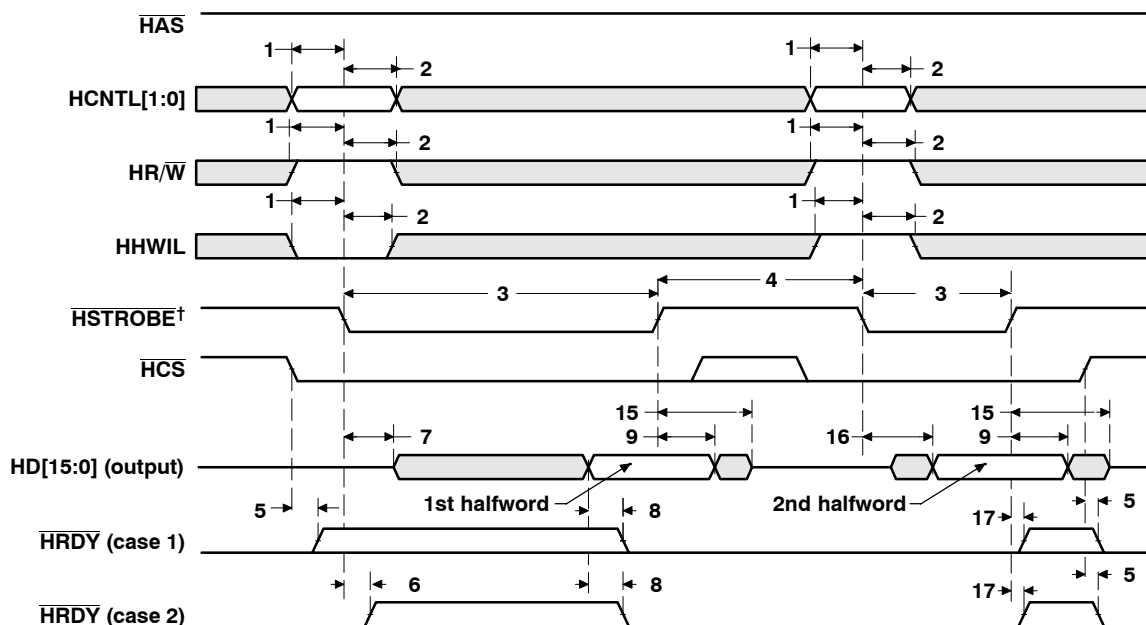 HAS
1
1
2
2
HCNTL[1:0]
1
1
2
2
HR/W
1
1
2
2
HHWIL
4
3
3
HSTROBE†
HCS
15
15
7
9
16
9
HD[15:0] (output)
1st halfword
2nd halfword
5
8
17
5
HRDY (case 1)
6
8
17
5
HRDY (case 2)